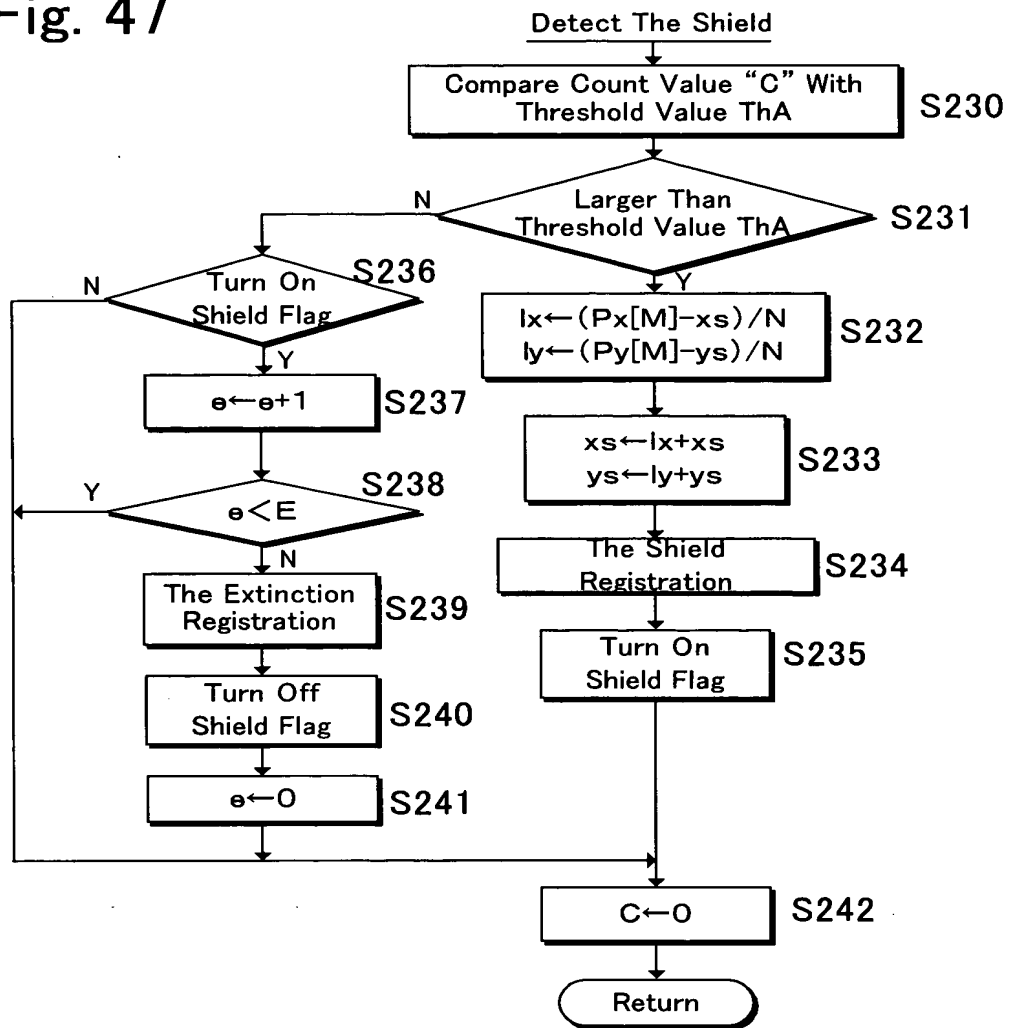 Fig. 47
Detect The Shield
Compare Count Value “C” With
Threshold Value ThA
S230
Larger Than
Threshold Value ThA
S231
N
Y
Ix←(Px[M]-xs)/N
Iy←(Py[M]-ys)/N
S232
xs←Ix+xs
ys←Iy+ys
S233
The Shield
Registration
S234
Turn On
Shield Flag
S235
Turn On
Shield Flag
S236
N
Y
e←e+1
S237
e<E
S238
Y
N
The Extinction
Registration
S239
Turn Off
Shield Flag
S240
e←0
S241
C←0
S242
Return